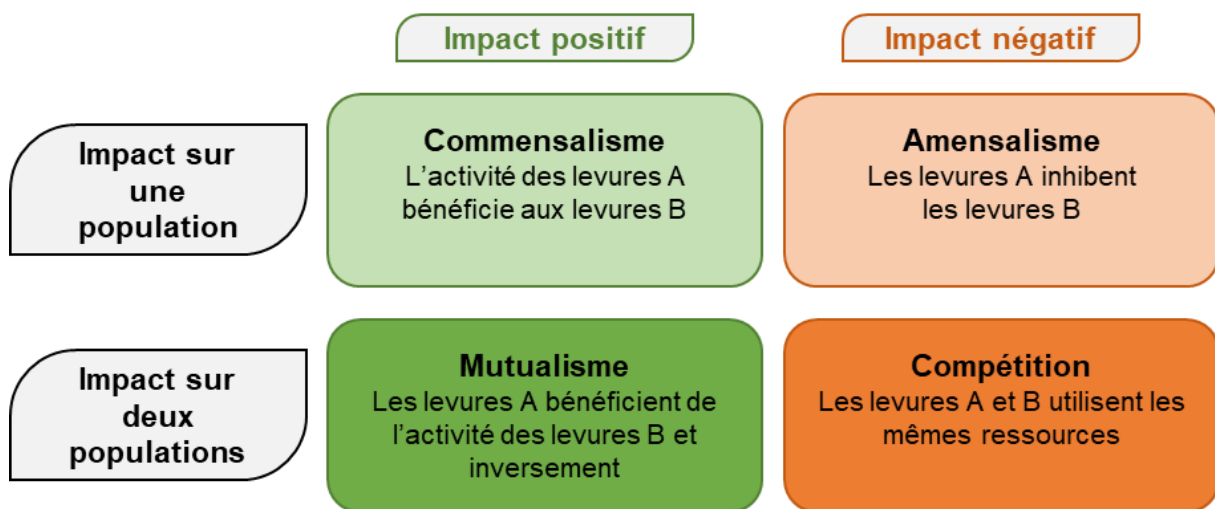 Impact positif
Impact négatif
Impact sur
une
population
Commensalisme
L'activité des levures A
bénéficie aux levures B
Amensalisme
Les levures A inhibent
les levures B
Impact sur
deux
populations
Mutualisme
Les levures A bénéficient de
l'activité des levures B et
inversement
Compétition
Les levures A et B utilisent les
mêmes ressources